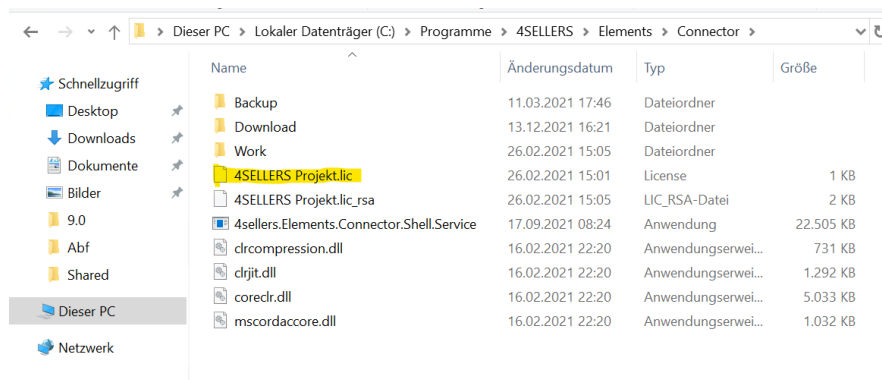 Dieser PC > Lokaler Datenträger (C:) > Programme > 4SELLERS > Elements > Connector >
Schnellzugriff
Desktop
Downloads
Dokumente
Bilder
9.0
Abf
Shared
Dieser PC
Netzwerk
Name Änderungsdatum Typ Größe
Backup 11.03.2021 17:46 Dateiordner
Download 13.12.2021 16:21 Dateiordner
Work 26.02.2021 15:05 Dateiordner
4SELLERS Projekt.lic 26.02.2021 15:01 License 1 KB
4SELLERS Projekt.lic_rsa 26.02.2021 15:05 LIC_RSA-Datei 2 KB
4sellers.Elements.Connector.Shell.Service 17.09.2021 08:24 Anwendung 22.505 KB
clrcompression.dll 16.02.2021 22:20 Anwendungserwei... 731 KB
clrjit.dll 16.02.2021 22:20 Anwendungserwei... 1.292 KB
coreclr.dll 16.02.2021 22:20 Anwendungserwei... 5.033 KB
mscordaccore.dll 16.02.2021 22:20 Anwendungserwei... 1.032 KB